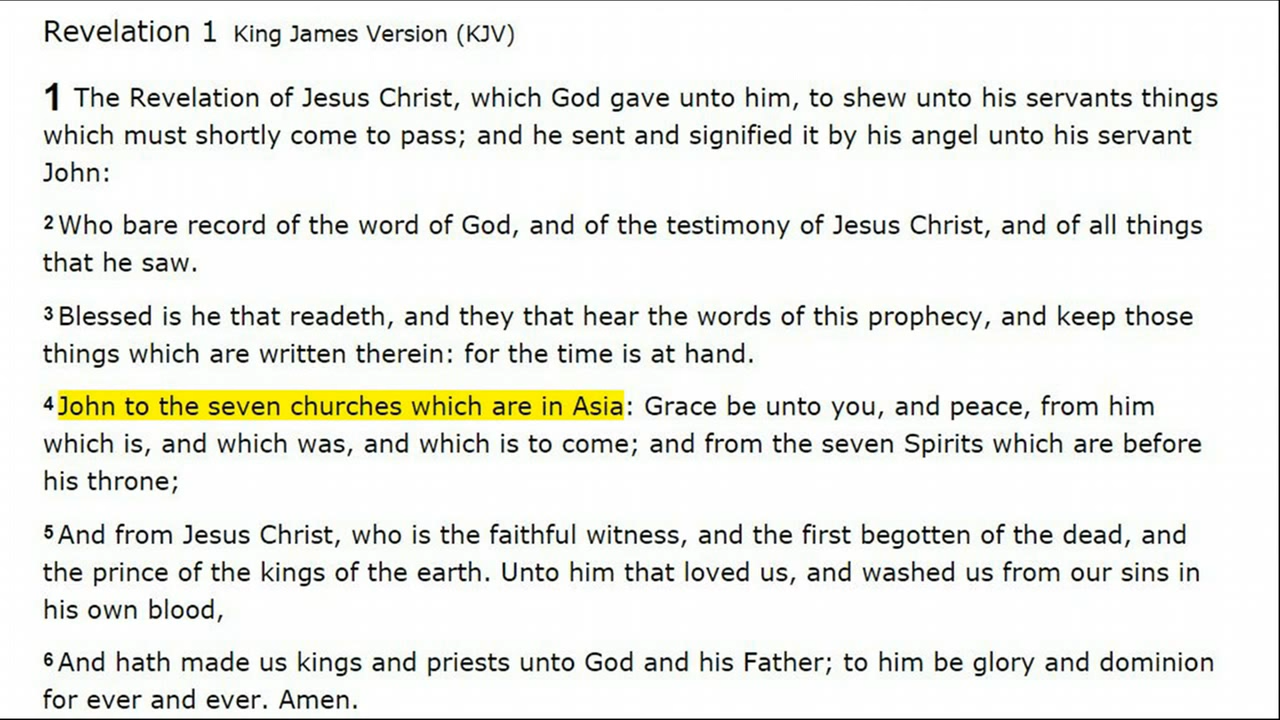 Revelation 1 King James Version (KJV)
1 The Revelation of Jesus Christ, which God gave unto him, to shew unto his servants things
which must shortly come to pass; and he sent and signified it by his angel unto his servant
John:
2 Who bare record of the word of God, and of the testimony of Jesus Christ, and of all things
that he saw.
3 Blessed is he that readeth, and they that hear the words of this prophecy, and keep those
things which are written therein: for the time is at hand.
4 John to the seven churches which are in Asia: Grace be unto you, and peace, from him
which is, and which was, and which is to come; and from the seven Spirits which are before
his throne;
5 And from Jesus Christ, who is the faithful witness, and the first begotten of the dead, and
the prince of the kings of the earth. Unto him that loved us, and washed us from our sins in
his own blood,
6 And hath made us kings and priests unto God and his Father; to him be glory and dominion
for ever and ever. Amen.